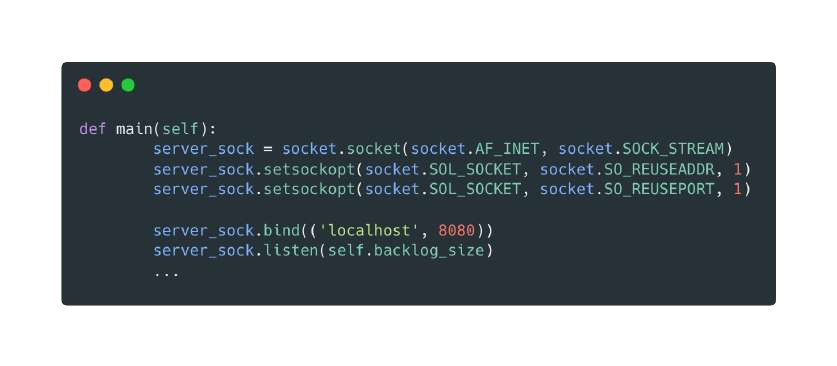 def main(self):
        server_sock = socket.socket(socket.AF_INET, socket.SOCK_STREAM)
        server_sock.setsockopt(socket.SOL_SOCKET, socket.SO_REUSEADDR, 1)
        server_sock.setsockopt(socket.SOL_SOCKET, socket.SO_REUSEPORT, 1)

        server_sock.bind(('localhost', 8080))
        server_sock.listen(self.backlog_size)
        ...